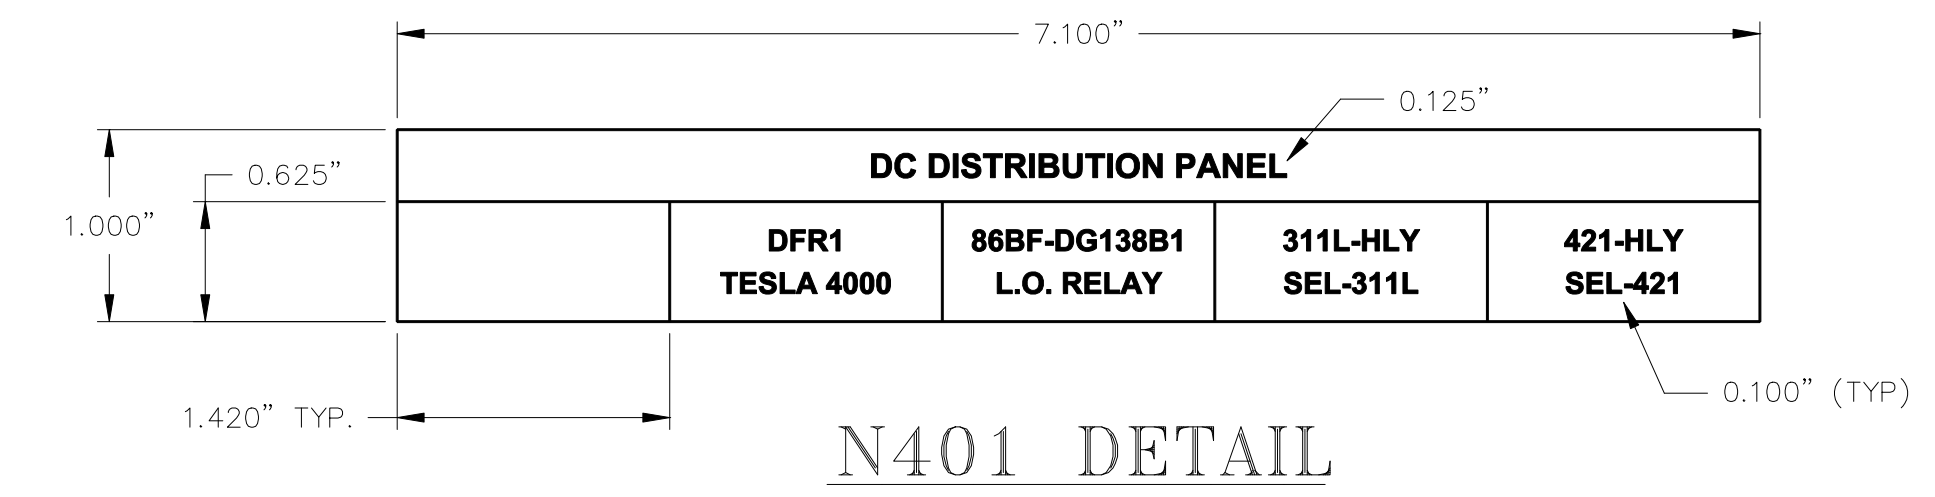 7.100”
0.125”
DC DISTRIBUTION PANEL
0.625”
1.000”
DFR1
TESLA 4000
86BF-DG138B1
L.O. RELAY
311L-HLY
SEL-311L
421-HLY
SEL-421
0.100” (TYP)
1.420” TYP.
N401 DETAIL